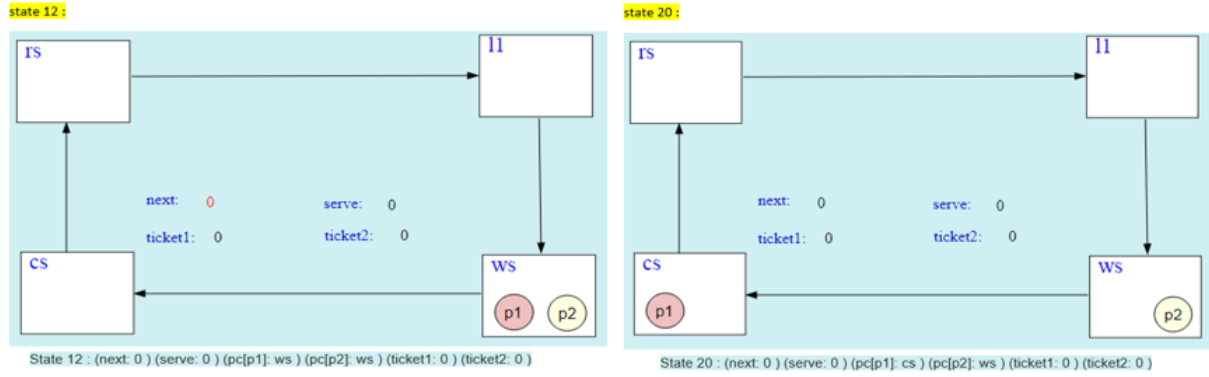 state 12 :
rs
l1
next: 0
serve: 0
ticket1: 0
ticket2: 0
cs
ws
p1
p2
State 12 : (next: 0 ) (serve: 0 ) (pc[p1]: ws ) (pc[p2]: ws ) (ticket1: 0 ) (ticket2: 0 )
state 20 :
rs
l1
next: 0
serve: 0
ticket1: 0
ticket2: 0
cs
p1
ws
p2
State 20 : (next: 0 ) (serve: 0 ) (pc[p1]: cs ) (pc[p2]: ws ) (ticket1: 0 ) (ticket2: 0 )